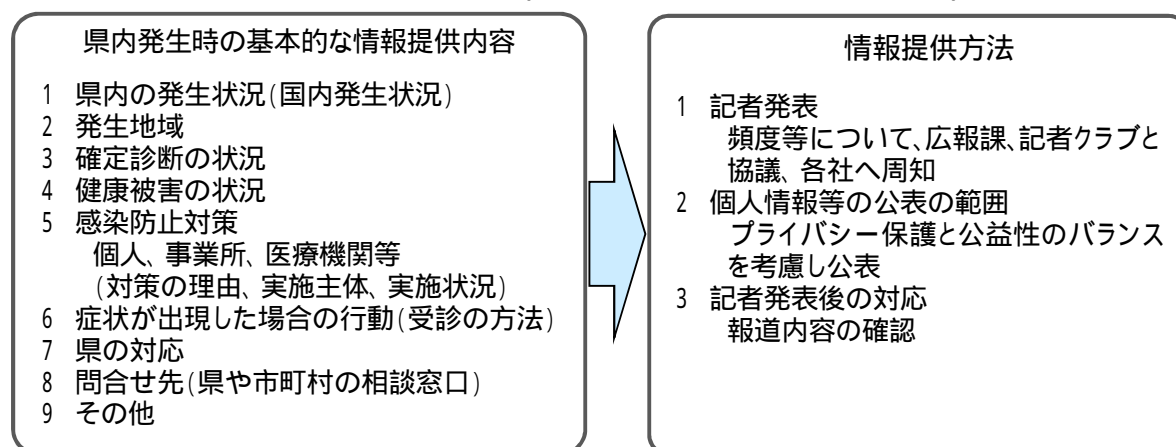 県内発生時の基本的な情報提供内容
1 県内の発生状況(国内発生状況)
2 発生地域
3 確定診断の状況
4 健康被害の状況
5 感染防止対策
個人、事業所、医療機関等
(対策の理由、実施主体、実施状況)
6 症状が出現した場合の行動(受診の方法)
7 県の対応
8 問合せ先(県や市町村の相談窓口)
9 その他
情報提供方法
1 記者発表
頻度等について、広報課、記者クラブと
協議、各社へ周知
2 個人情報等の公表の範囲
プライバシー保護と公益性のバランス
を考慮し公表
3 記者発表後の対応
報道内容の確認